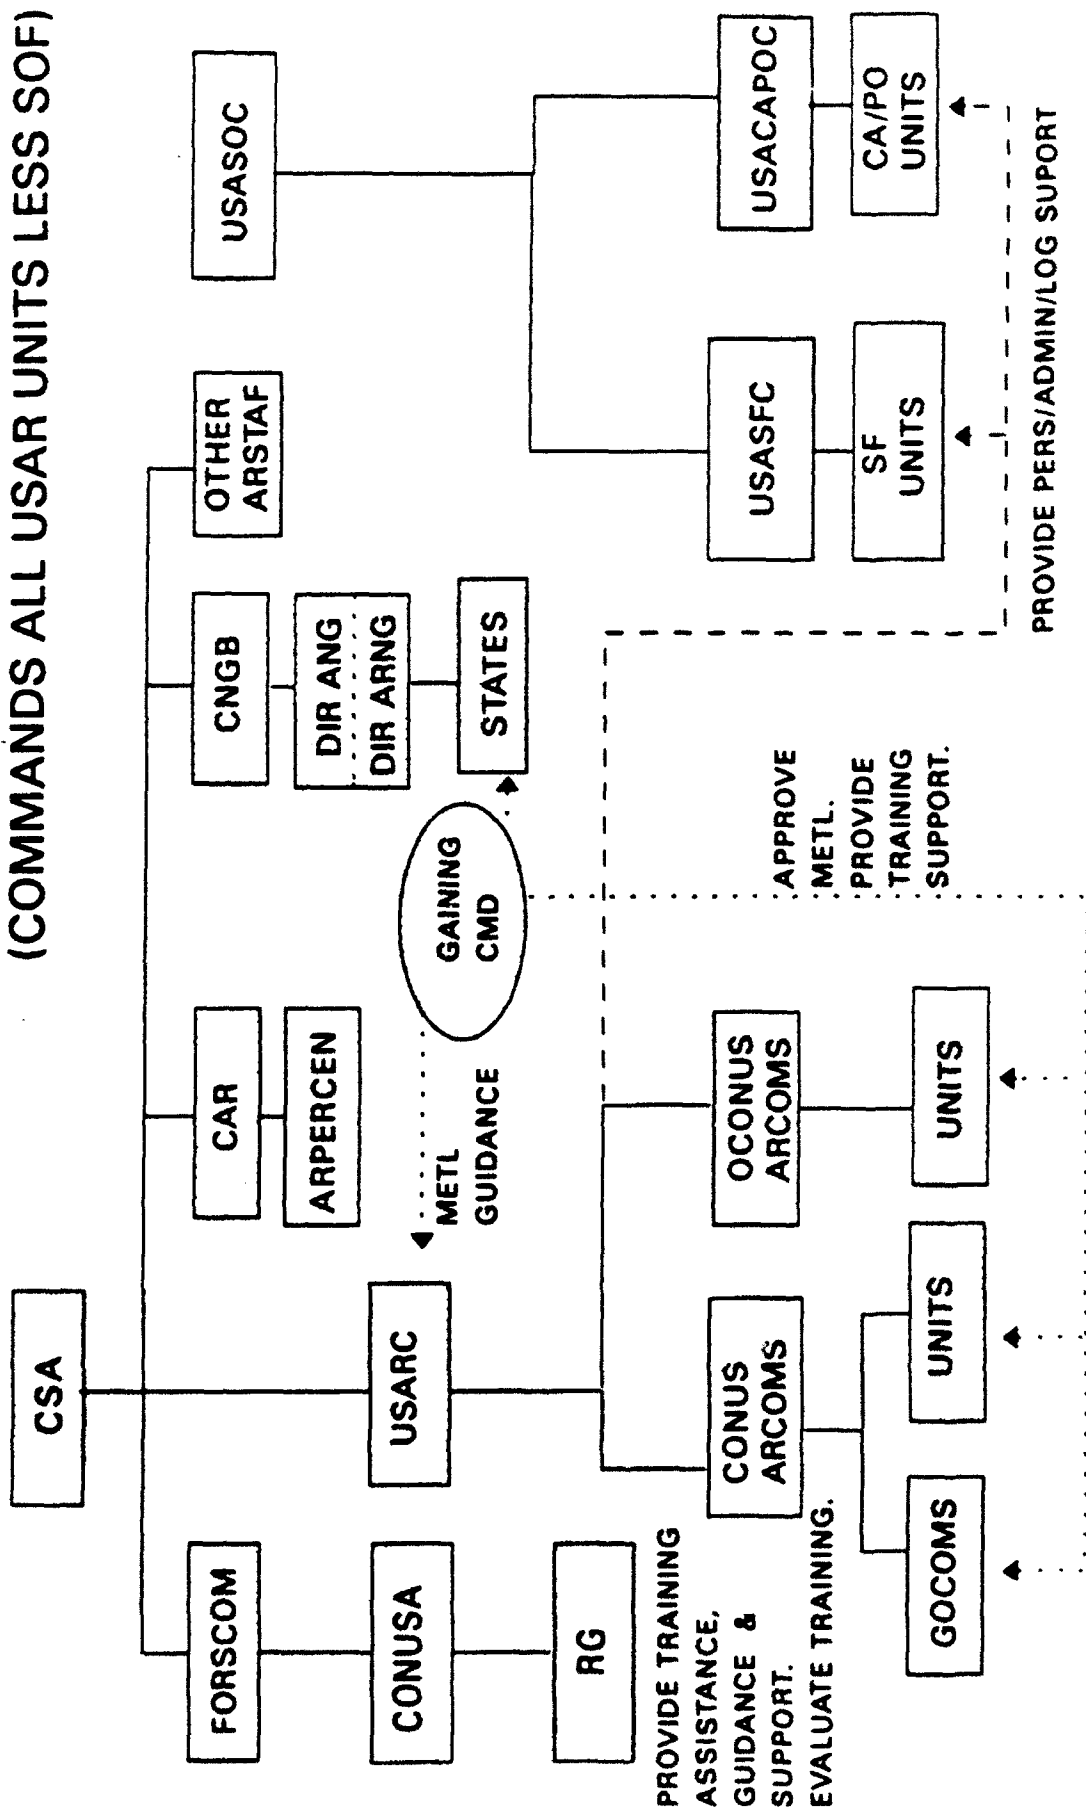 (COMMANDS ALL USAR UNITS LESS SOF)
CSA
FORSCOM
CAR
CNGB
OTHER
ARSTAF
USASOC
ARPERCEN
DIR ANG
DIR ARNG
CONUSA
USARC
METL
GUIDANCE
GAINING
CMD
STATES
RG
PROVIDE TRAINING
ASSISTANCE,
GUIDANCE &
SUPPORT.
EVALUATE TRAINING.
CONUS
ARCOMS
OCONUS
ARCOMS
APPROVE
METL.
PROVIDE
TRAINING
SUPPORT.
USASFC
USACAPOC
SF
UNITS
CA/PO
UNITS
GOCOMS
UNITS
UNITS
PROVIDE PERS/ADMIN/LOG SUPORT